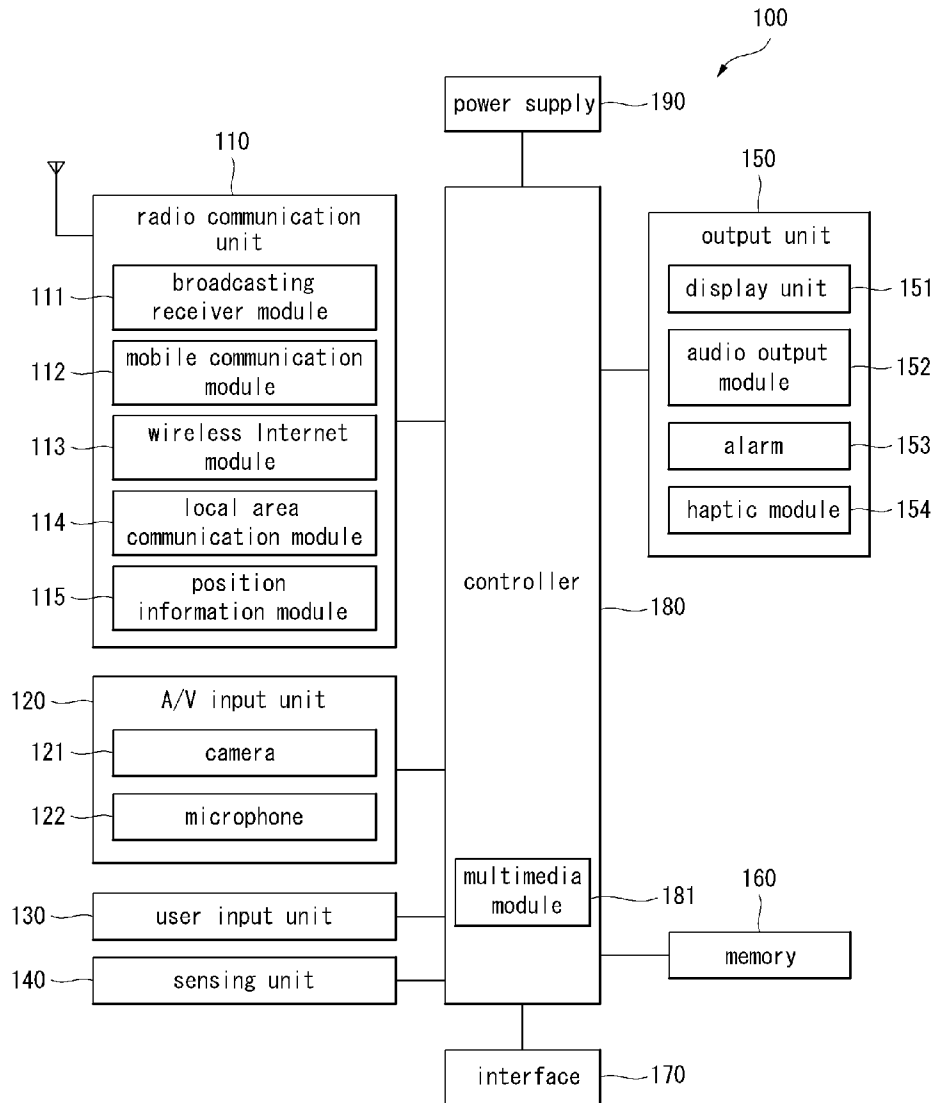 100
power supply
190
110
radio communication
unit
111
broadcasting
receiver module
112
mobile communication
module
113
wireless Internet
module
114
local area
communication module
115
position
information module
120
A/V input unit
121
camera
122
microphone
130
user input unit
140
sensing unit
controller
180
multimedia
module
181
150
output unit
display unit
151
audio output
module
152
alarm
153
haptic module
154
160
memory
interface
170